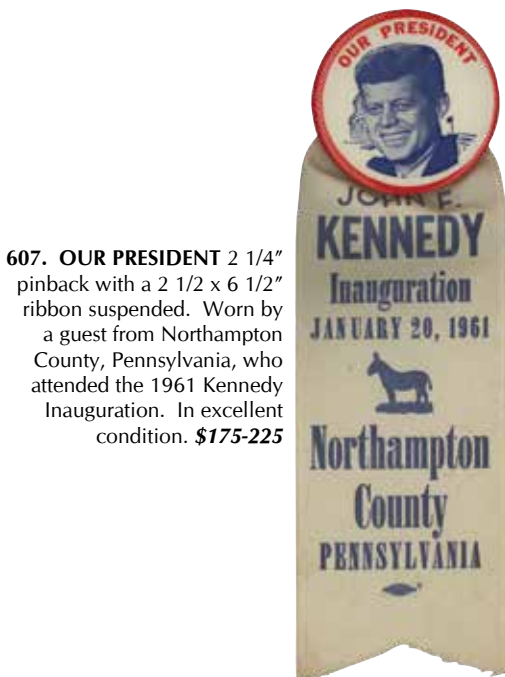 607. OUR PRESIDENT 2 1/4"
pinback with a 2 1/2 x 6 1/2"
ribbon suspended. Worn by
a guest from Northampton
County, Pennsylvania, who
attended the 1961 Kennedy
Inauguration. In excellent
condition. $175-225
OUR PRESIDENT
JOHN F.
KENNEDY
Inauguration
JANUARY 20, 1961
Northampton
County
PENNSYLVANIA